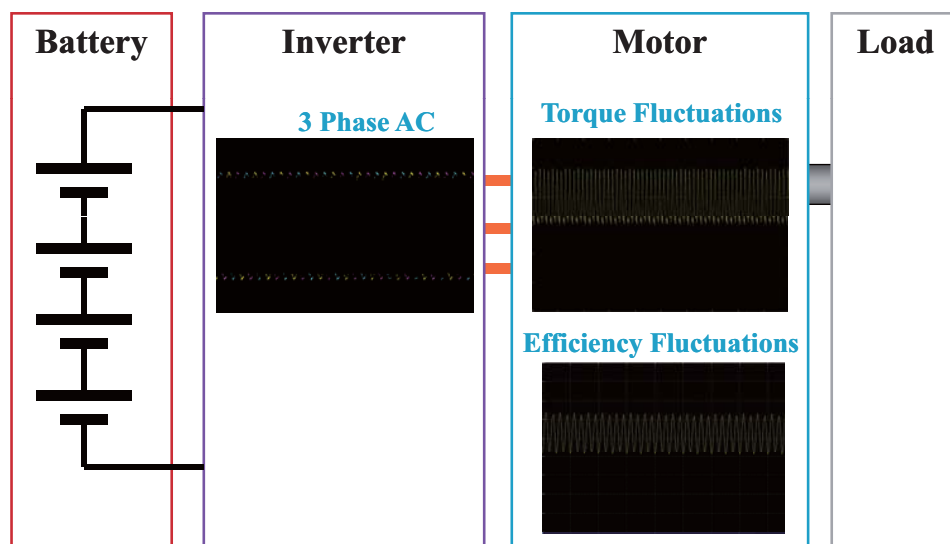 Battery
Inverter
Motor
Load
3 Phase AC
Torque Fluctuations
Efficiency Fluctuations